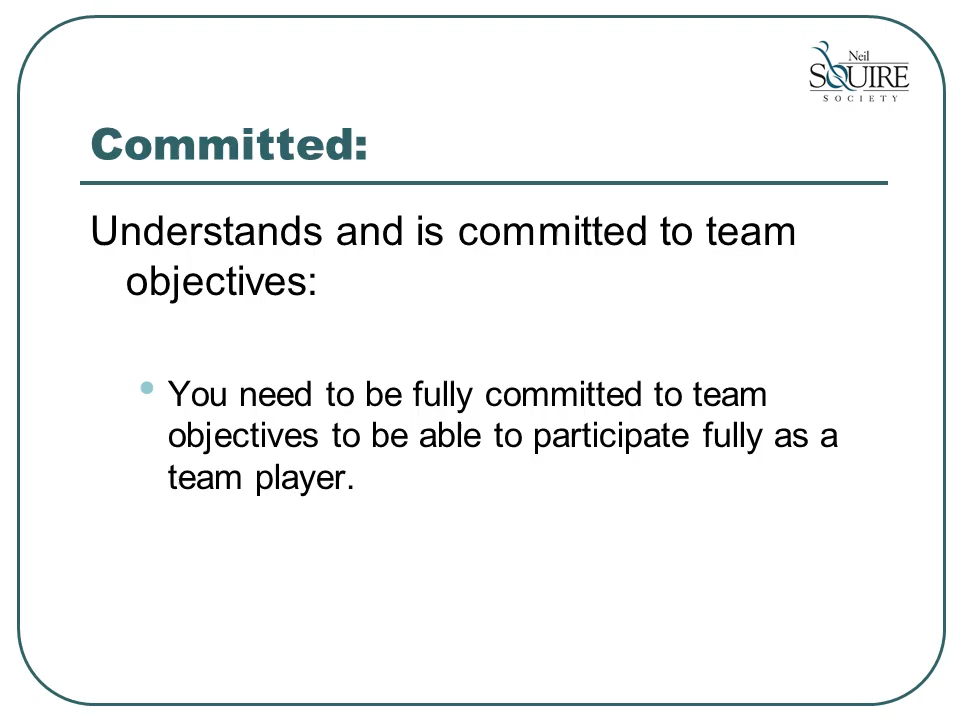 Neil
SQUIRE
SOCIETY
Committed:
Understands and is committed to team
objectives:
You need to be fully committed to team
objectives to be able to participate fully as a
team player.